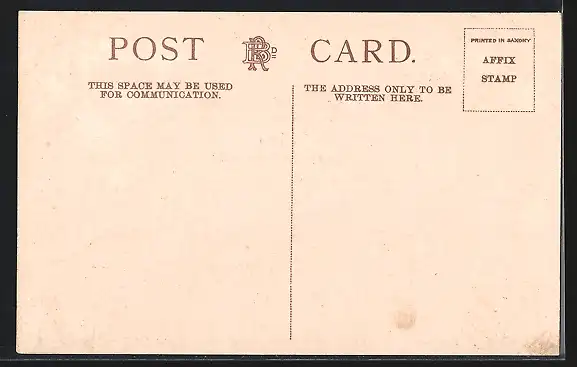 POST CARD.
PRINTED IN SAXONY
AFFIX
STAMP
THIS SPACE MAY BE USED
FOR COMMUNICATION.
THE ADDRESS ONLY TO BE
WRITTEN HERE.